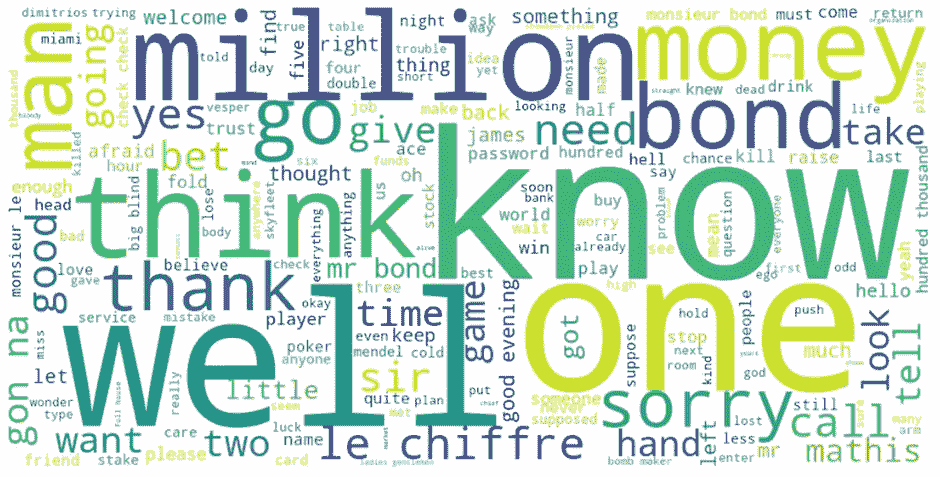 dimitrios
trying
welcome
night
something
ask
way
monsieur bond
must
come
return
miami
man
going
check check
million
find
five
right
true
table
four
double
trouble
thing
short
told
day
idea
yet
monsieur
made
money
playing
organization
thousand
bloody
killed
yes
vesper
trust
go
job
give
make
back
ace
looking
half
james
need
knew
dead
drink
bond
life
take
straight
afraid
hour
bet
thought
six
funds
oh
password
hundred
hell
say
chance
kill
raise
last
hundred thousand
enough
head
bad
fold
lose
body
big blind
think
skyfleet
anywhere
everything
anything
us
stock
know
soon
bank
world
wait
win
buy
worry
car
already
play
problem
see
mean
question
everyone
monsieur le
good
love
gave
believe
check
mr bond
best
alive
high
ego
first
odd
yeah
hello
thank
okay
three
time
game
good evening
one
push
service
mistake
player
even
keep
got
suppose
hold
stop
next
room
kind
people
god
years
much
look
tell
gon na
miss
let
wonder
type
full house
really
well
poker
anyone
mendel
cold
sir
quite
plan
met
put
chief
little
seem
luck
name
someone
never
supposed
sorry
lost
less
enter
still
call
sure
many
arm
want
care
two
please
friend
stake
card
market
le chiffre
ladies gentlemen
hand
bomb maker
left
mr
mathis